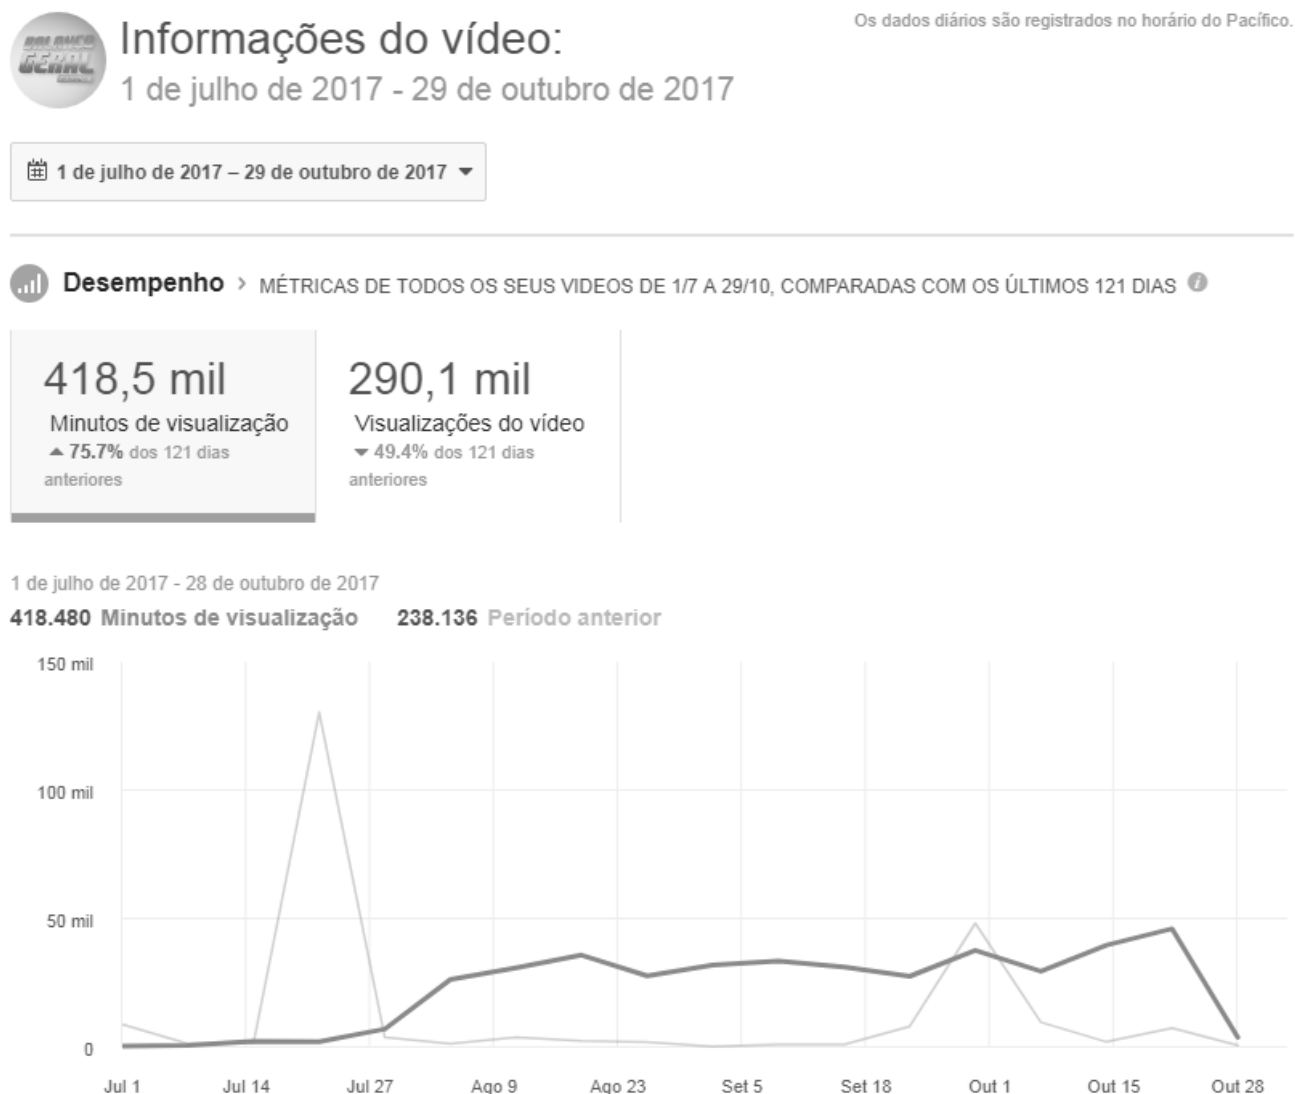 BALANÇO
GERAL
Informações do vídeo:
Os dados diários são registrados no horário do Pacífico.
1 de julho de 2017 - 29 de outubro de 2017
1 de julho de 2017 – 29 de outubro de 2017
Desempenho › MÉTRICAS DE TODOS OS SEUS VIDEOS DE 1/7 A 29/10, COMPARADAS COM OS ÚLTIMOS 121 DIAS
418,5 mil
Minutos de visualização
75.7% dos 121 dias
anteriores
290,1 mil
Visualizações do vídeo
49.4% dos 121 dias
anteriores
1 de julho de 2017 - 28 de outubro de 2017
418.480 Minutos de visualização 238.136 Período anterior
150 mil
100 mil
50 mil
0
Jul 1 Jul 14 Jul 27 Ago 9 Ago 23 Set 5 Set 18 Out 1 Out 15 Out 28